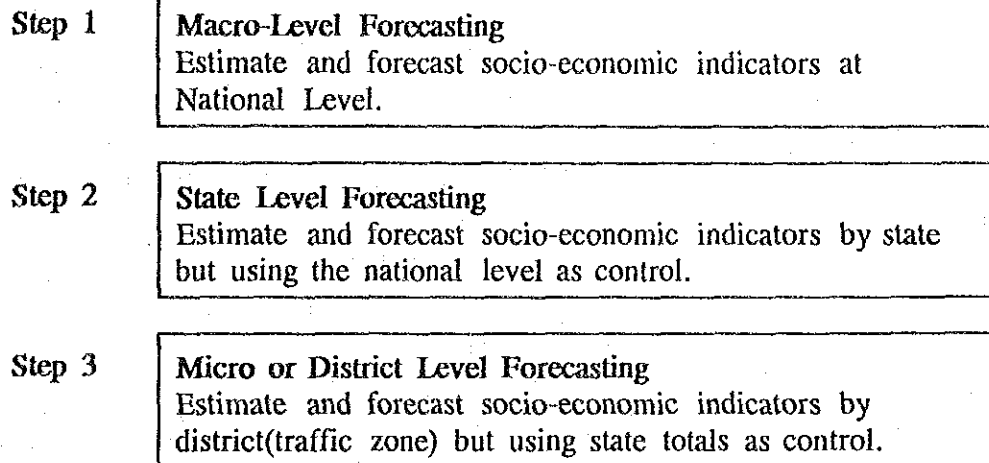 Step 1 Macro-Level Forecasting
Estimate and forecast socio-economic indicators at
National Level.
Step 2 State Level Forecasting
Estimate and forecast socio-economic indicators by state
but using the national level as control.
Step 3 Micro or District Level Forecasting
Estimate and forecast socio-economic indicators by
district(traffic zone) but using state totals as control.